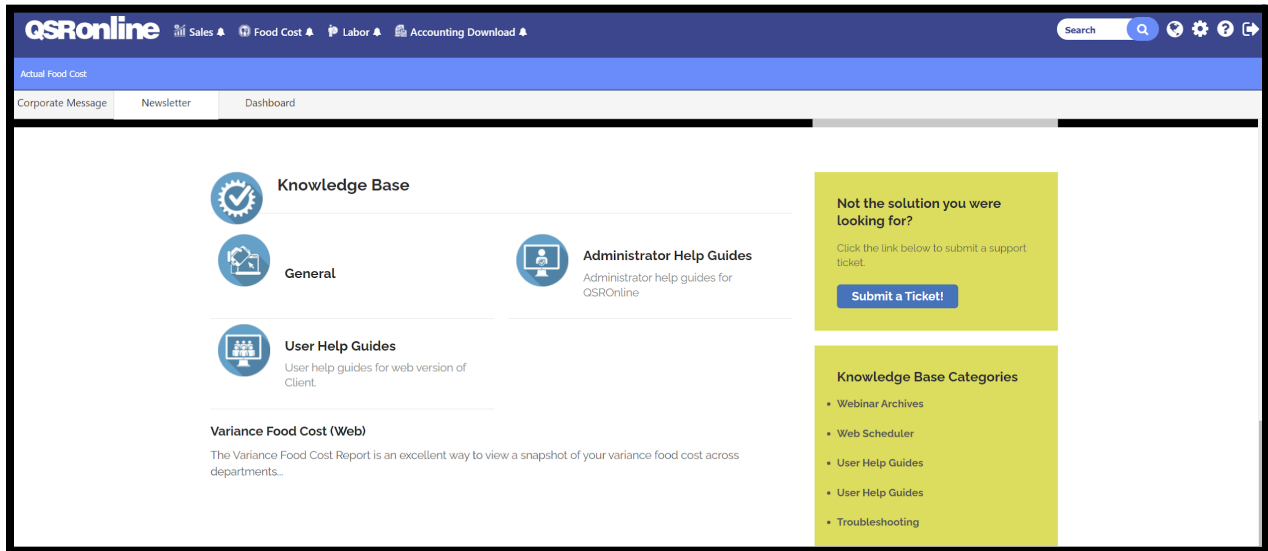 QSROnline Sales Food Cost Labor Accounting Download Search
Actual Food Cost
Corporate Message Newsletter Dashboard
Knowledge Base
General
Administrator Help Guides
Administrator help guides for
QSROnline
User Help Guides
User help guides for web version of
Client.
Variance Food Cost (Web)
The Variance Food Cost Report is an excellent way to view a snapshot of your variance food cost across
departments...
Not the solution you were
looking for?
Click the link below to submit a support
ticket.
Submit a Ticket!
Knowledge Base Categories
• Webinar Archives
• Web Scheduler
• User Help Guides
• User Help Guides
• Troubleshooting